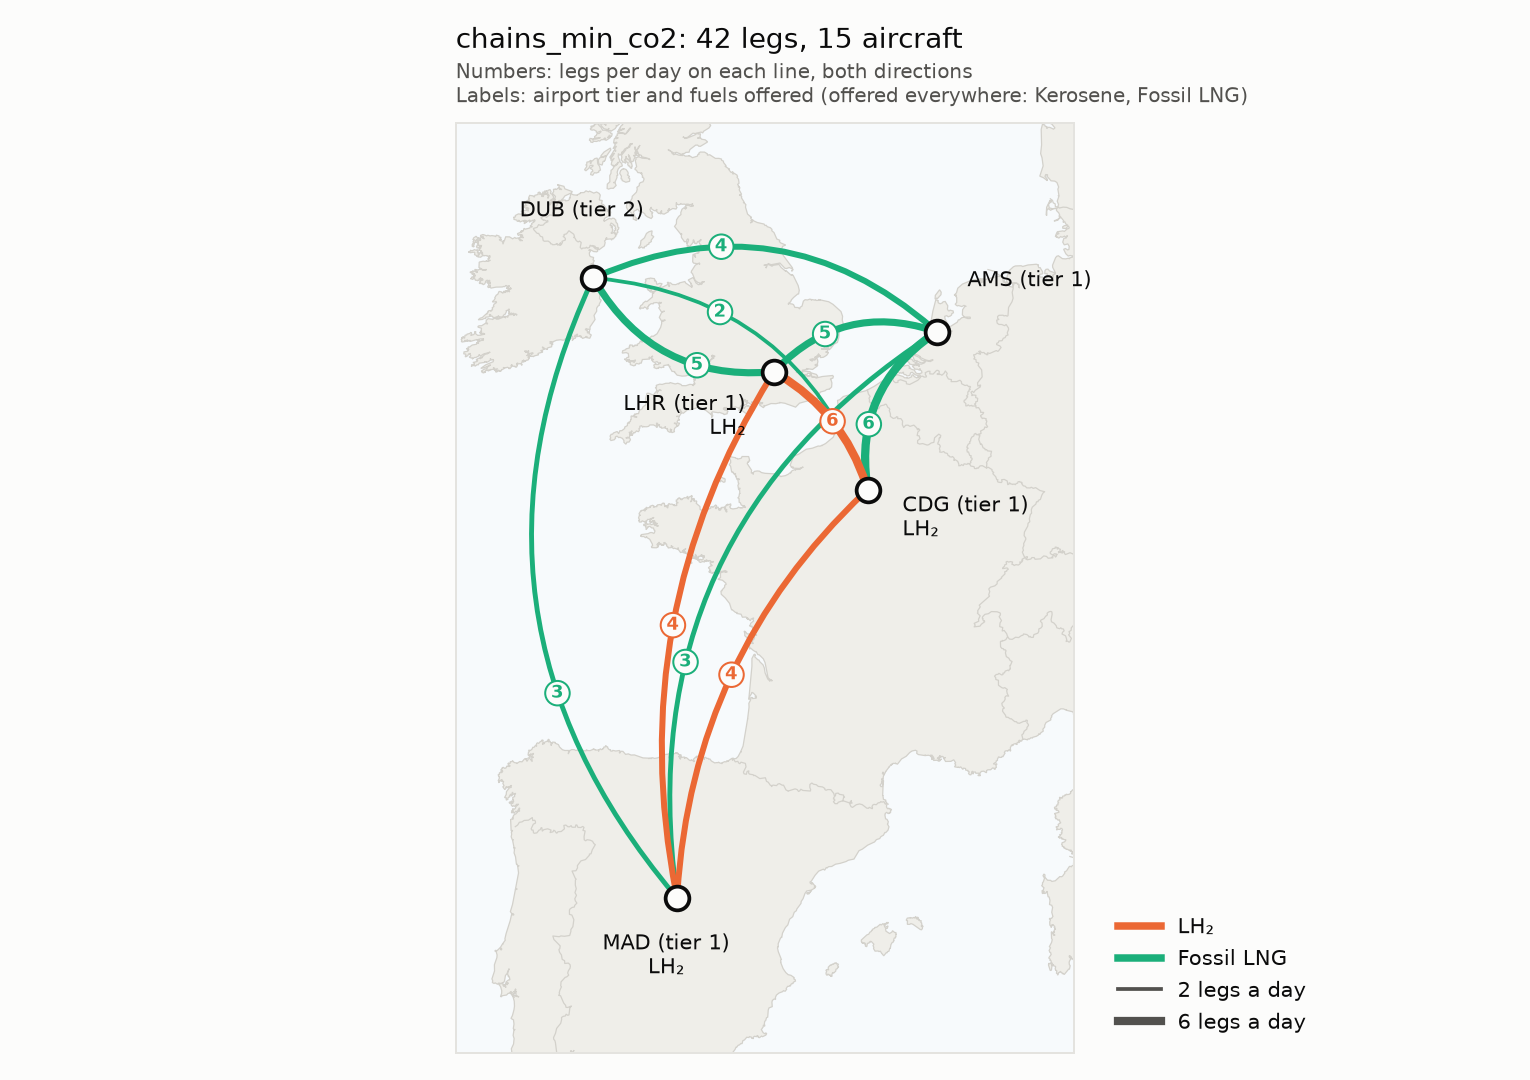 chains_min_co2: 42 legs, 15 aircraft
Numbers: legs per day on each line, both directions
Labels: airport tier and fuels offered (offered everywhere: Kerosene, Fossil LNG)
DUB (tier 2)
4
AMS (tier 1)
2
5
5
LHR (tier 1)
LH₂
6
6
CDG (tier 1)
LH₂
4
3
4
3
MAD (tier 1)
LH₂
LH₂
Fossil LNG
2 legs a day
6 legs a day